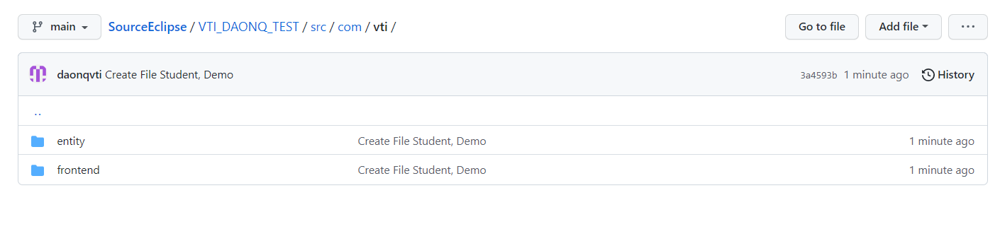 main SourceEclipse / VTI_DAONQ_TEST / src / com / vti / Go to file Add file ...
daonqvti Create File Student, Demo 3a4593b 1 minute ago History
..
entity Create File Student, Demo 1 minute ago
frontend Create File Student, Demo 1 minute ago